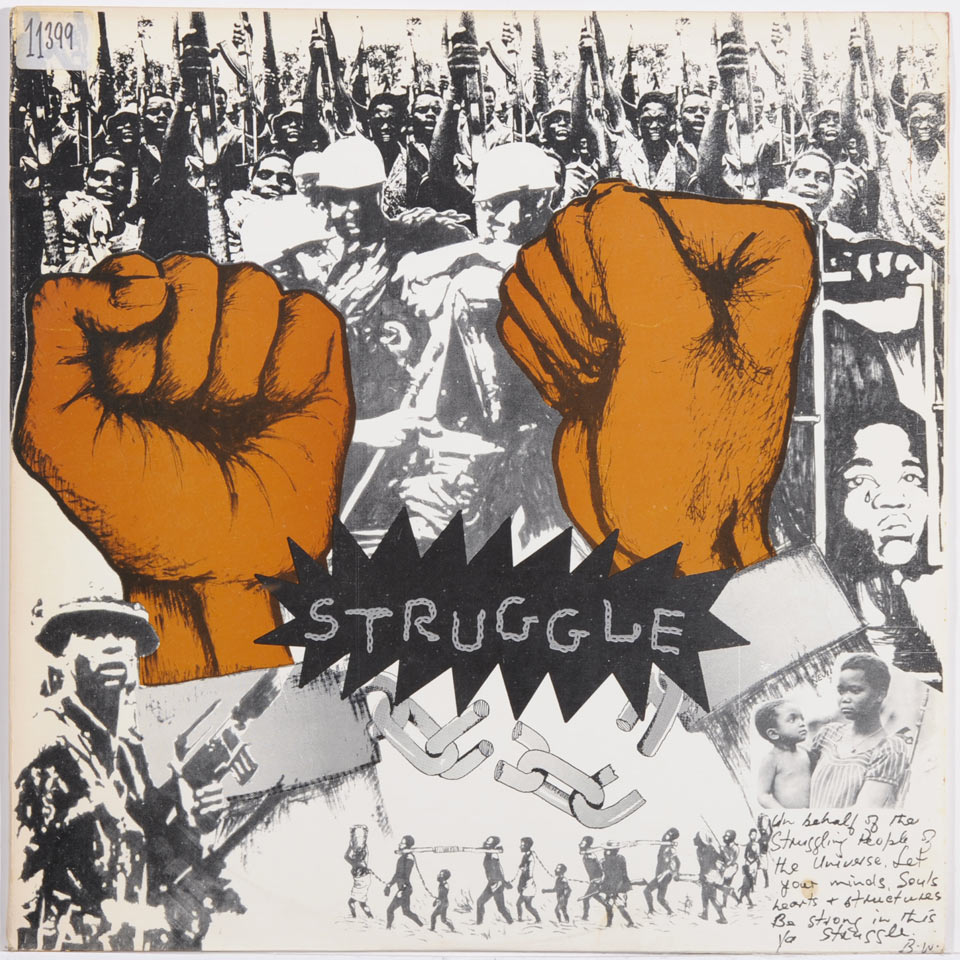 11399
STRUGGLE
On behalf of the
Struggling People of
the Universe. Let
your minds, Souls
hearts + structures
Be strong in this
Ya Struggle.
B.W.